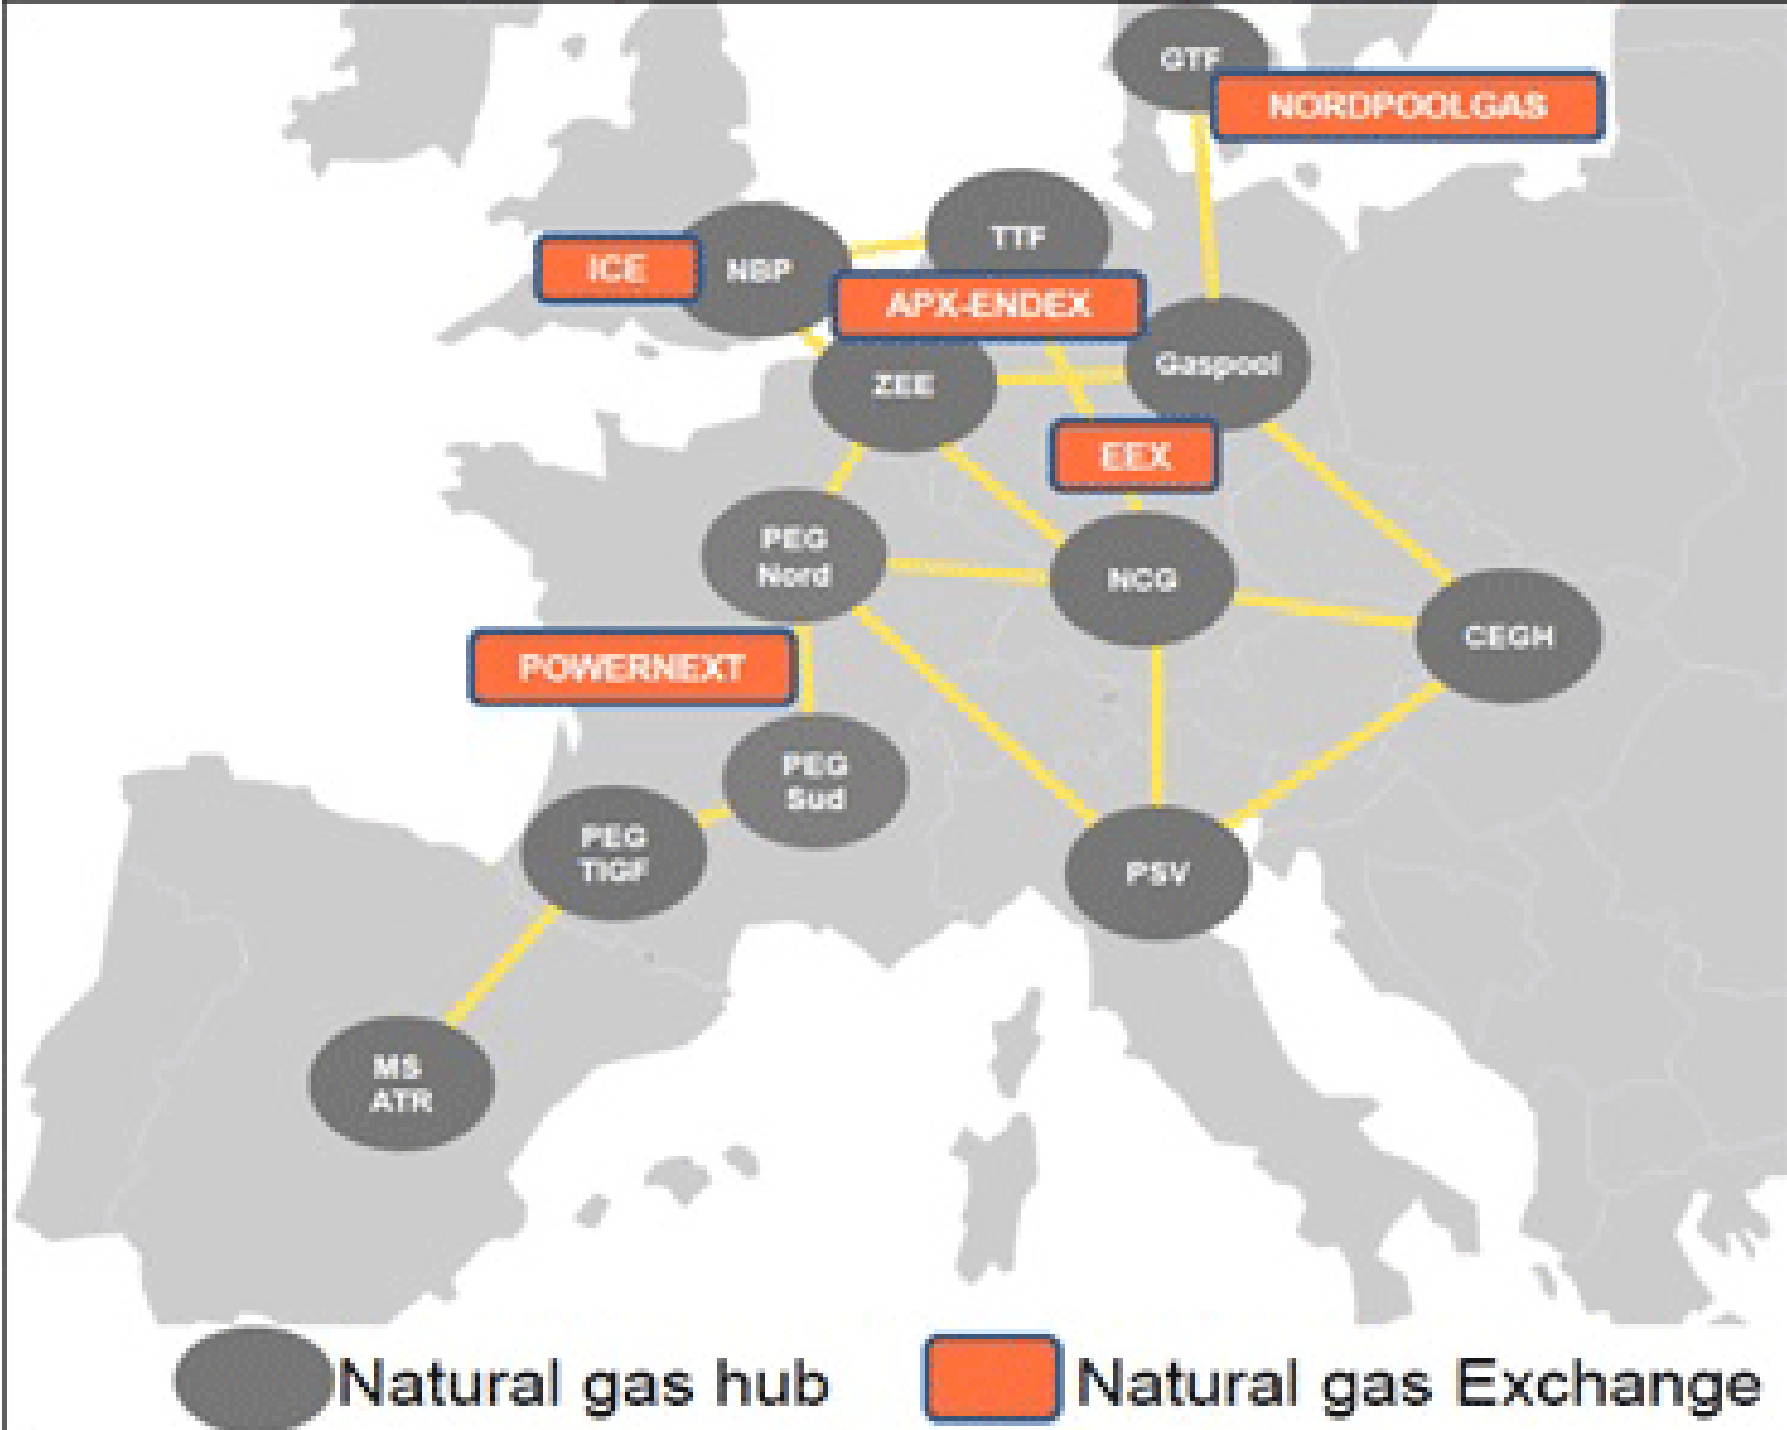 GTF
NORDPOOLGAS
TTF
ICE
NBP
APX-ENDEX
Gaspool
ZEE
EEX
PEG
Nord
NCG
CEGH
POWERNEXT
PEG
Sud
PEG
TIGF
PSV
MS
ATR
Natural gas hub
Natural gas Exchange